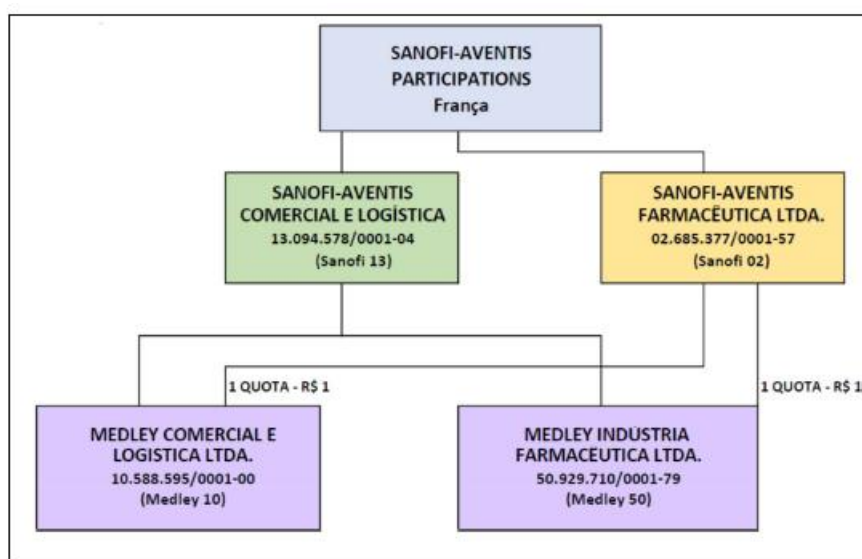 SANOFI-AVENTIS
PARTICIPATIONS
França
SANOFI-AVENTIS
COMERCIAL E LOGÍSTICA
13.094.578/0001-04
(Sanofi 13)
SANOFI-AVENTIS
FARMACËUTICA LTDA.
02.685.377/0001-57
(Sanofi 02)
1 QUOTA - R$ 1
1 QUOTA - R$ 1
MEDLEY COMERCIAL E
LOGISTICA LTDA.
10.588.595/0001-00
(Medley 10)
MEDLEY INDÚSTRIA
FARMACËUTICA LTDA.
50.929.710/0001-79
(Medley 50)